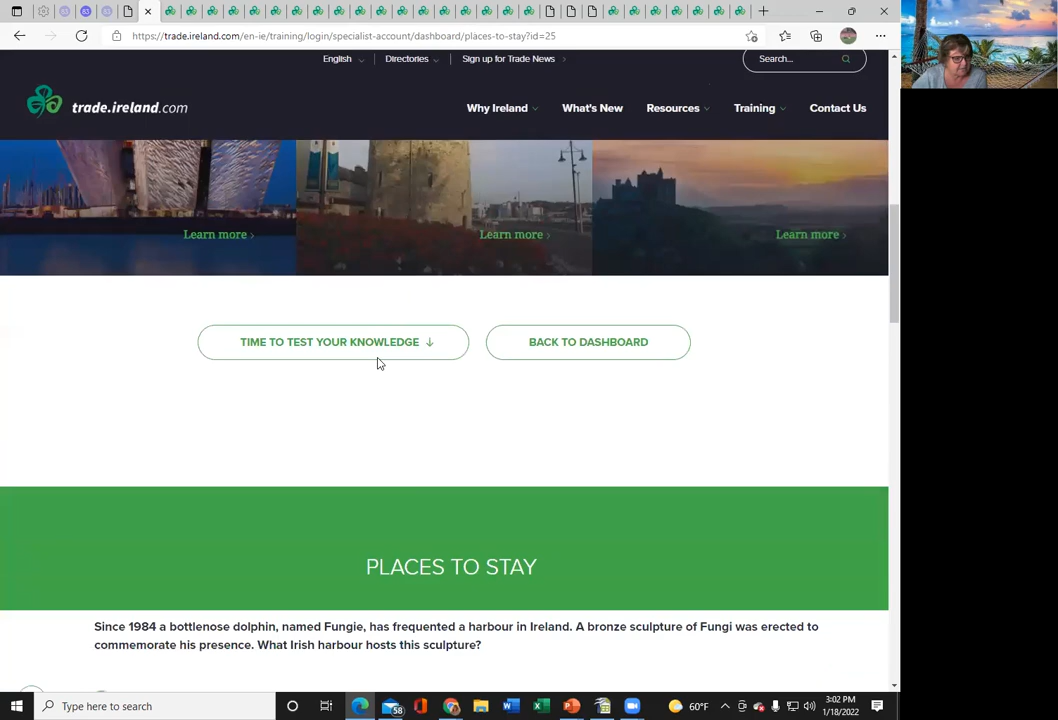 https://trade.ireland.com/en-ie/training/login/specialist-account/dashboard/places-to-stay?id=25
English
Directories
Sign up for Trade News
Search...
trade.ireland.com
Why Ireland
What's New
Resources
Training
Contact Us
Learn more
Learn more
Learn more
TIME TO TEST YOUR KNOWLEDGE
BACK TO DASHBOARD
PLACES TO STAY
Since 1984 a bottlenose dolphin, named Fungie, has frequented a harbour in Ireland. A bronze sculpture of Fungi was erected to
commemorate his presence. What Irish harbour hosts this sculpture?
Type here to search
58
60°F
3:02 PM
1/18/2022